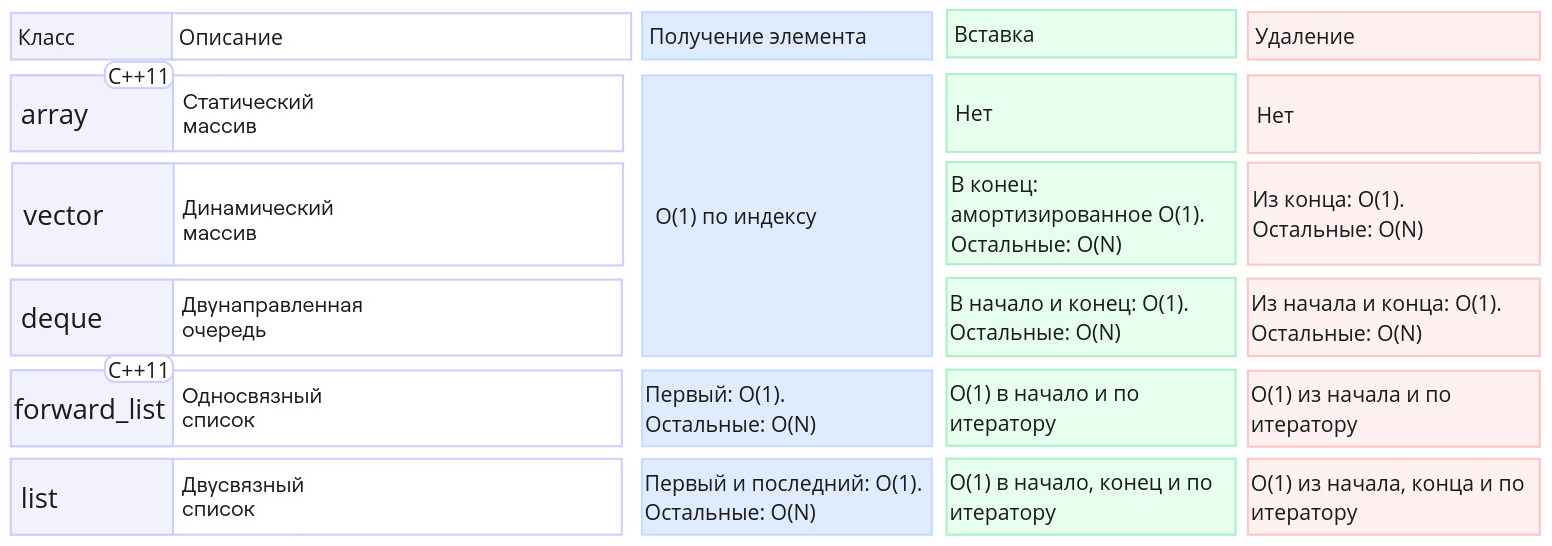 Класс
Описание
Получение элемента
Вставка
Удаление
C++11
array
Статический
массив
O(1) по индексу
Нет
Нет
vector
Динамический
массив
В конец:
амортизированное O(1).
Остальные: O(N)
Из конца: O(1).
Остальные: O(N)
deque
Двунаправленная
очередь
В начало и конец: O(1).
Остальные: O(N)
Из начала и конца: O(1).
Остальные: O(N)
C++11
forward_list
Односвязный
список
Первый: O(1).
Остальные: O(N)
O(1) в начало и по
итератору
O(1) из начала и по
итератору
list
Двусвязный
список
Первый и последний: O(1).
Остальные: O(N)
O(1) в начало, конец и по
итератору
O(1) из начала, конца и по
итератору